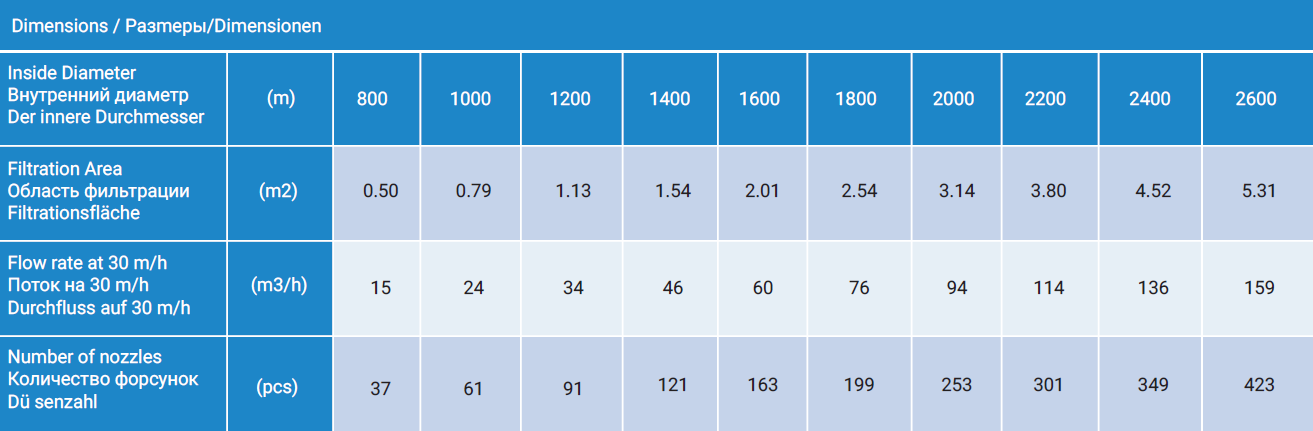 Dimensions / Размеры/Dimensionen
Inside Diameter
Внутренний диаметр
Der innere Durchmesser
(m) 800 1000 1200 1400 1600 1800 2000 2200 2400 2600
Filtration Area
Область фильтрации
Filtrationsfläche
(m2) 0.50 0.79 1.13 1.54 2.01 2.54 3.14 3.80 4.52 5.31
Flow rate at 30 m/h
Поток на 30 m/h
Durchfluss auf 30 m/h
(m3/h) 15 24 34 46 60 76 94 114 136 159
Number of nozzles
Количество форсунок
Dü senzahl
(pcs) 37 61 91 121 163 199 253 301 349 423